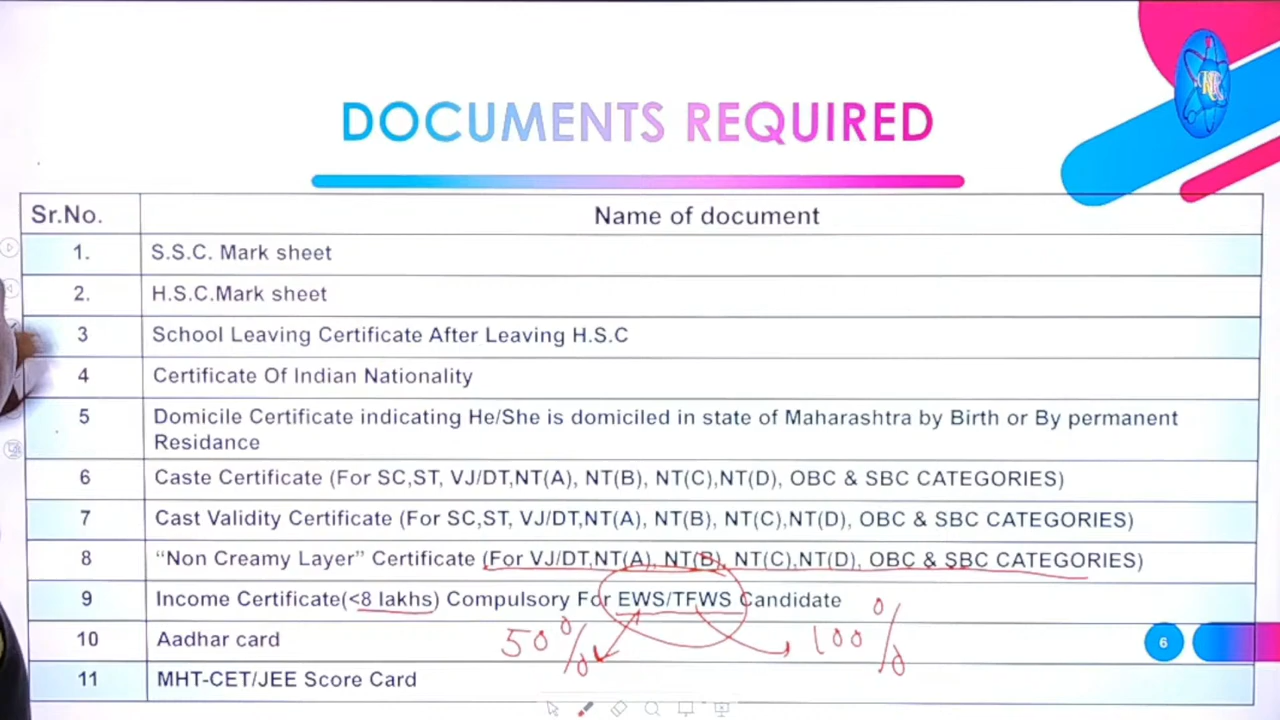 DOCUMENTS REQUIRED
Sr.No. Name of document
1. S.S.C. Mark sheet
2. H.S.C.Mark sheet
3 School Leaving Certificate After Leaving H.S.C
4 Certificate Of Indian Nationality
5 Domicile Certificate indicating He/She is domiciled in state of Maharashtra by Birth or By permanent
Residance
6 Caste Certificate (For SC,ST, VJ/DT,NT(A), NT(B), NT(C),NT(D), OBC & SBC CATEGORIES)
7 Cast Validity Certificate (For SC,ST, VJ/DT,NT(A), NT(B), NT(C),NT(D), OBC & SBC CATEGORIES)
8 “Non Creamy Layer” Certificate (For VJ/DT,NT(A), NT(B), NT(C),NT(D), OBC & SBC CATEGORIES)
9 Income Certificate(<8 lakhs) Compulsory For EWS/TFWS Candidate
10 Aadhar card 50% 100% 6
11 MHT-CET/JEE Score Card